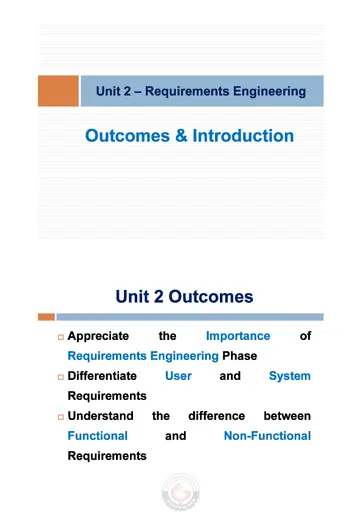 Unit 2 – Requirements Engineering
Outcomes & Introduction
Unit 2 Outcomes
Appreciate the Importance of
Requirements Engineering Phase
Differentiate User and System
Requirements
Understand the difference between
Functional and Non-Functional
Requirements